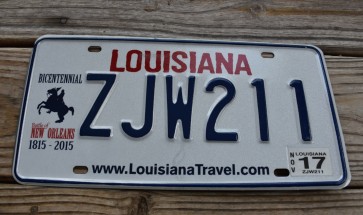 LOUISIANA
BICENTENNIAL
Battle of
NEW ORLEANS
1815 - 2015
ZJW211
NOV
LOUISIANA
17
ZJW211
www.LouisianaTravel.com